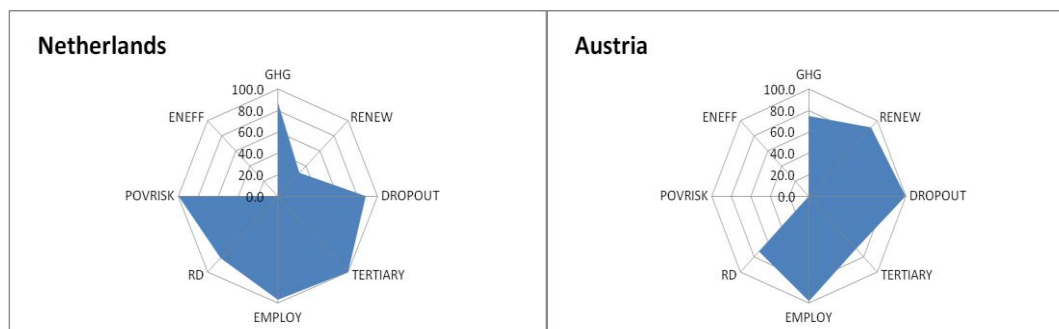 Netherlands
GHG
100.0
80.0
60.0
40.0
20.0
0.0
RENEW
DROPOUT
TERTIARY
EMPLOY
RD
POVRISK
ENEFF
Austria
GHG
100.0
80.0
60.0
40.0
20.0
0.0
RENEW
DROPOUT
TERTIARY
EMPLOY
RD
POVRISK
ENEFF